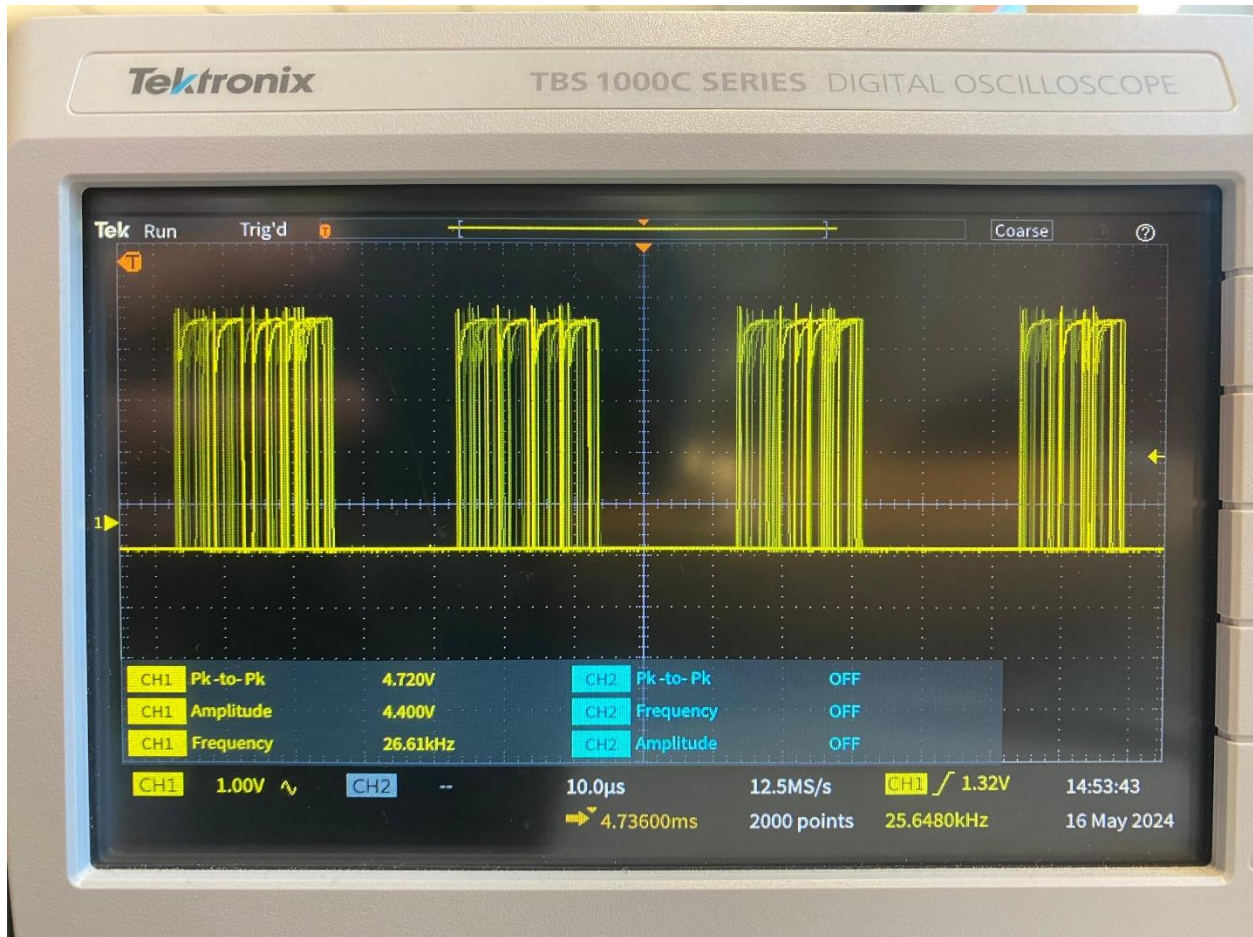 Tektronix TBS 1000C SERIES DIGITAL OSCILLOSCOPE
Tek Run Trig'd T Coarse ?
T
1
CH1 Pk-to-Pk 4.720V CH2 Pk-to-Pk OFF
CH1 Amplitude 4.400V CH2 Frequency OFF
CH1 Frequency 26.61kHz CH2 Amplitude OFF
CH1 1.00V CH2 -- 10.0µs 12.5MS/s CH1 1.32V 14:53:43
4.73600ms 2000 points 25.6480kHz 16 May 2024